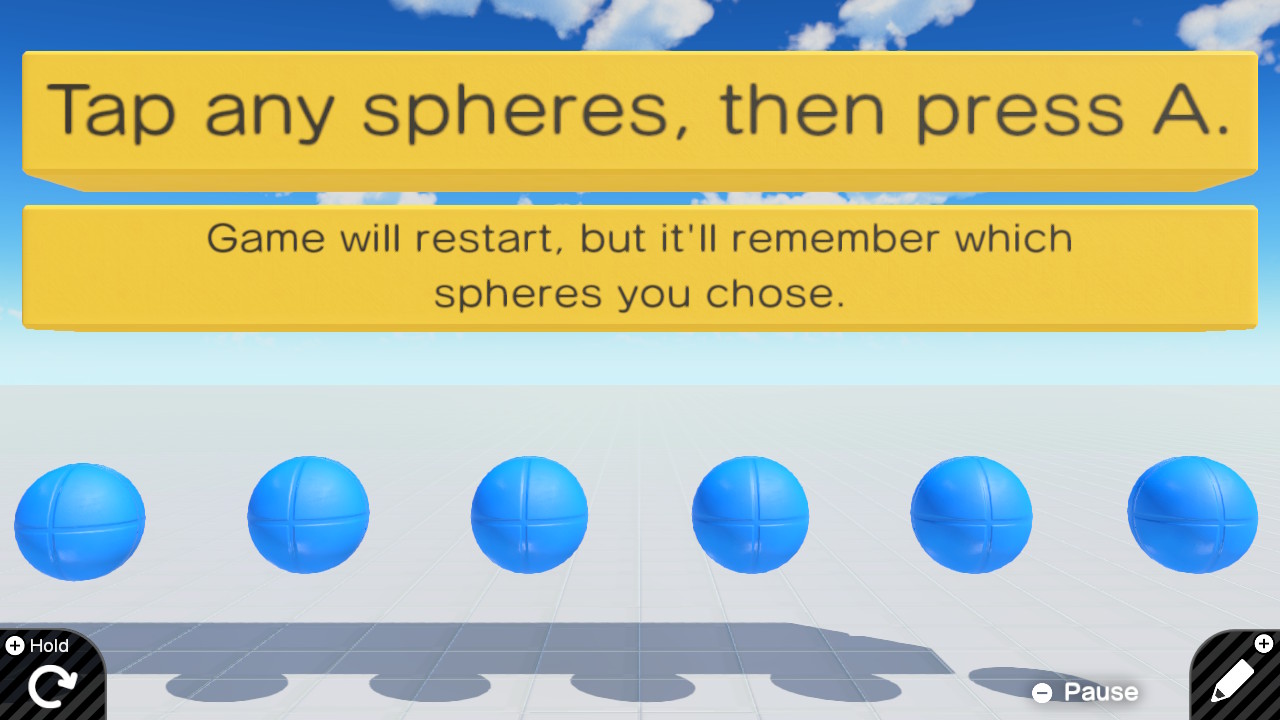 Tap any spheres, then press A.
Game will restart, but it'll remember which
spheres you chose.
Hold
Pause